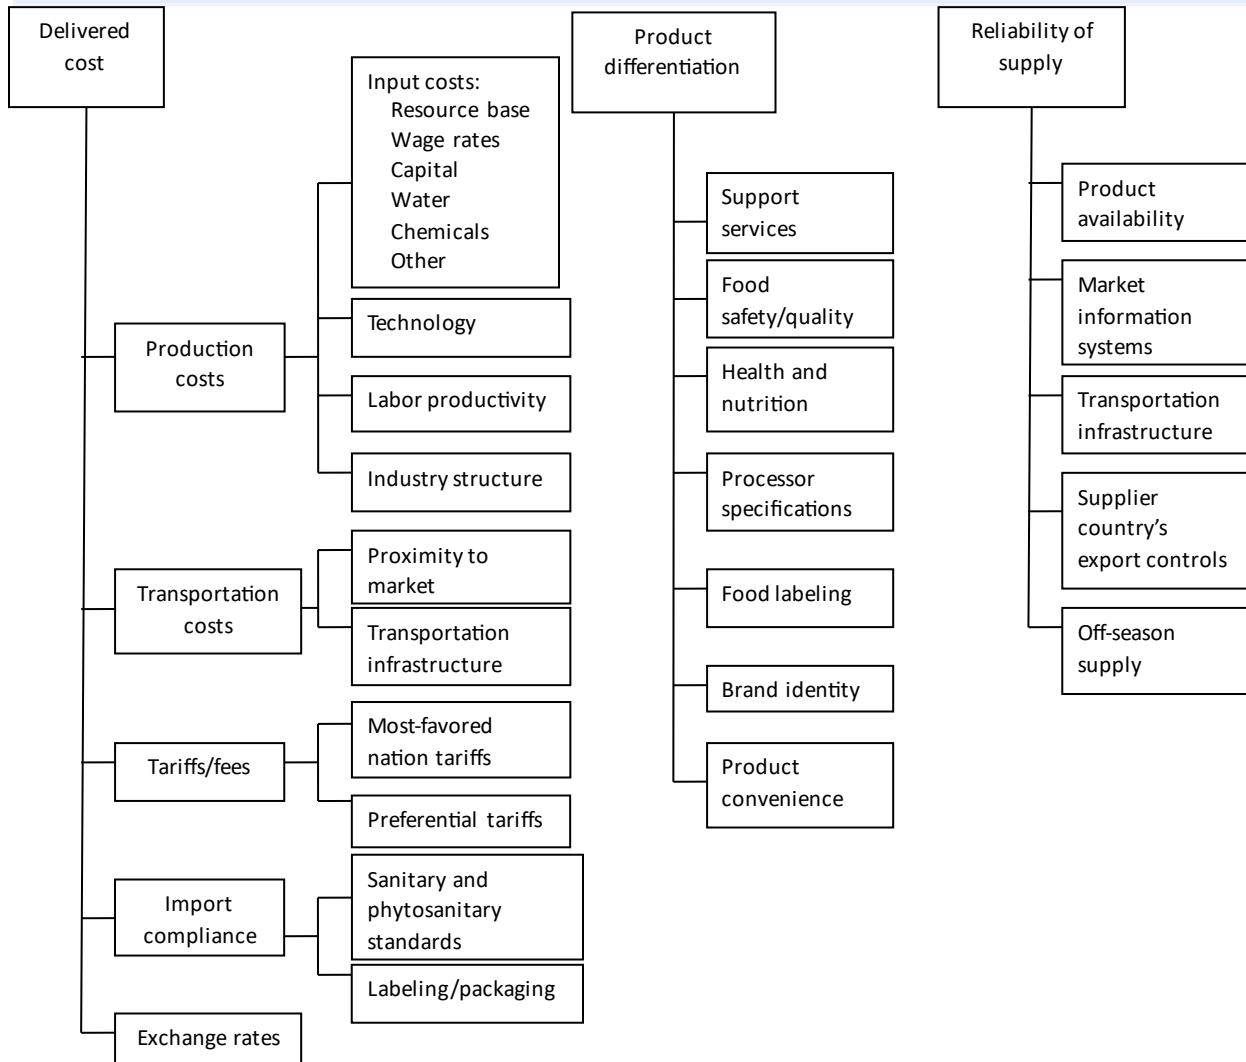 Delivered
cost
Input costs:
Resource base
Wage rates
Capital
Water
Chemicals
Other
Technology
Production
costs
Labor productivity
Industry structure
Proximity to
market
Transportation
costs
Transportation
infrastructure
Most-favored
nation tariffs
Tariffs/fees
Preferential tariffs
Sanitary and
phytosanitary
standards
Import
compliance
Labeling/packaging
Exchange rates
Product
differentiation
Support
services
Food
safety/quality
Health and
nutrition
Processor
specifications
Food labeling
Brand identity
Product
convenience
Reliability of
supply
Product
availability
Market
information
systems
Transportation
infrastructure
Supplier
country's
export controls
Off-season
supply